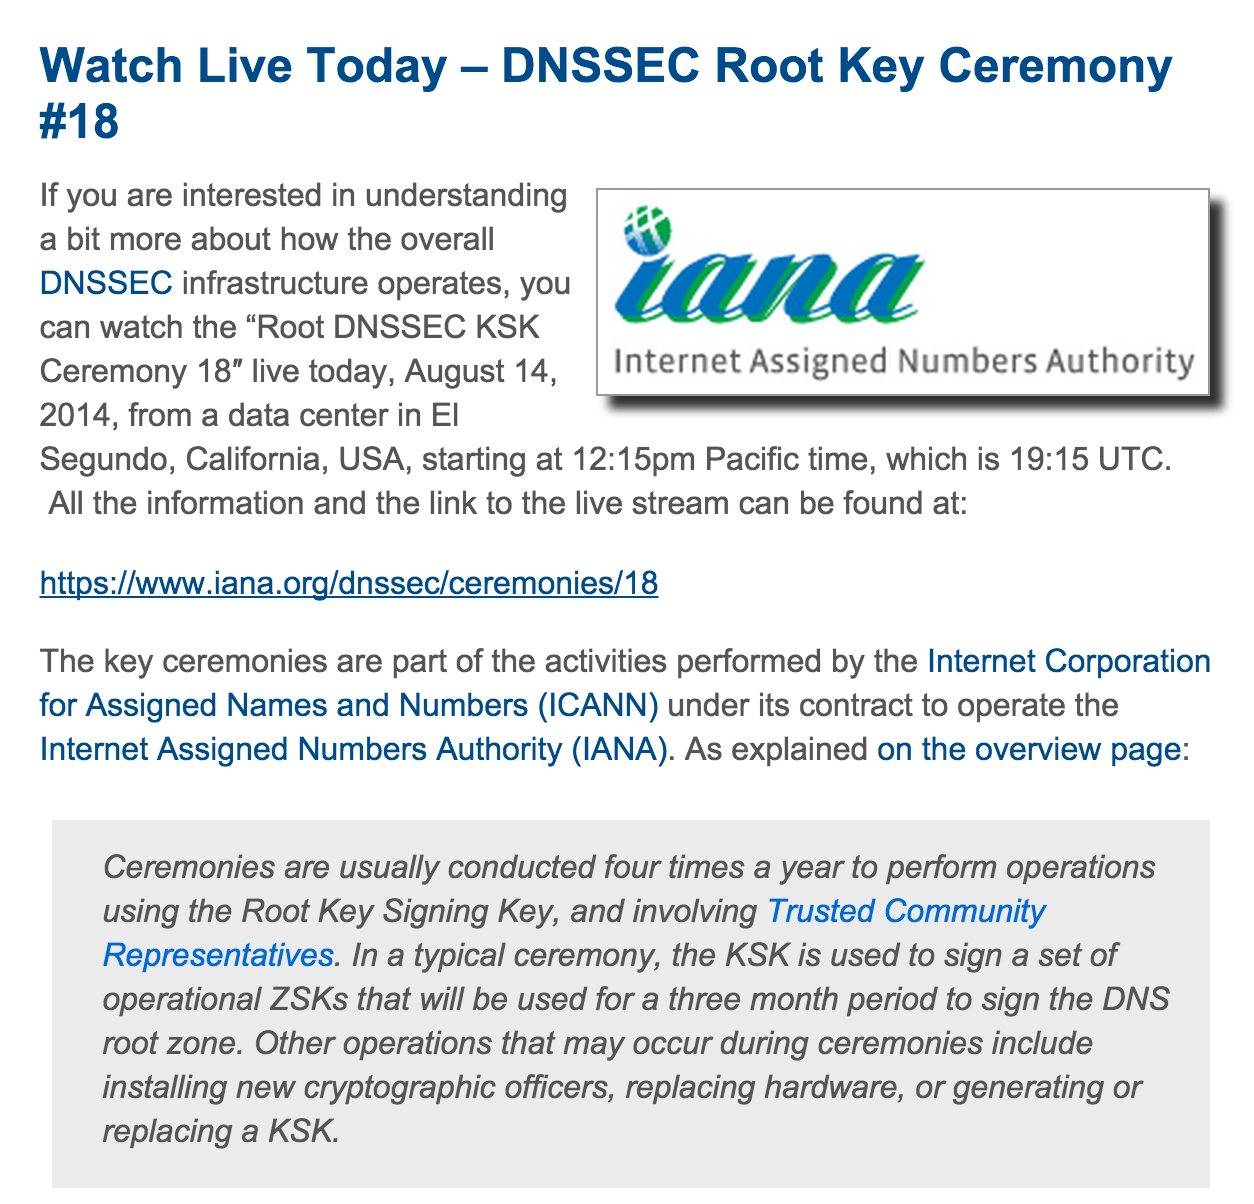 Watch Live Today – DNSSEC Root Key Ceremony
#18
If you are interested in understanding
a bit more about how the overall
DNSSEC infrastructure operates, you
can watch the “Root DNSSEC KSK
Ceremony 18″ live today, August 14,
2014, from a data center in El
Segundo, California, USA, starting at 12:15pm Pacific time, which is 19:15 UTC.
All the information and the link to the live stream can be found at:
iana
Internet Assigned Numbers Authority
https://www.iana.org/dnssec/ceremonies/18
The key ceremonies are part of the activities performed by the Internet Corporation
for Assigned Names and Numbers (ICANN) under its contract to operate the
Internet Assigned Numbers Authority (IANA). As explained on the overview page:
Ceremonies are usually conducted four times a year to perform operations
using the Root Key Signing Key, and involving Trusted Community
Representatives. In a typical ceremony, the KSK is used to sign a set of
operational ZSKs that will be used for a three month period to sign the DNS
root zone. Other operations that may occur during ceremonies include
installing new cryptographic officers, replacing hardware, or generating or
replacing a KSK.